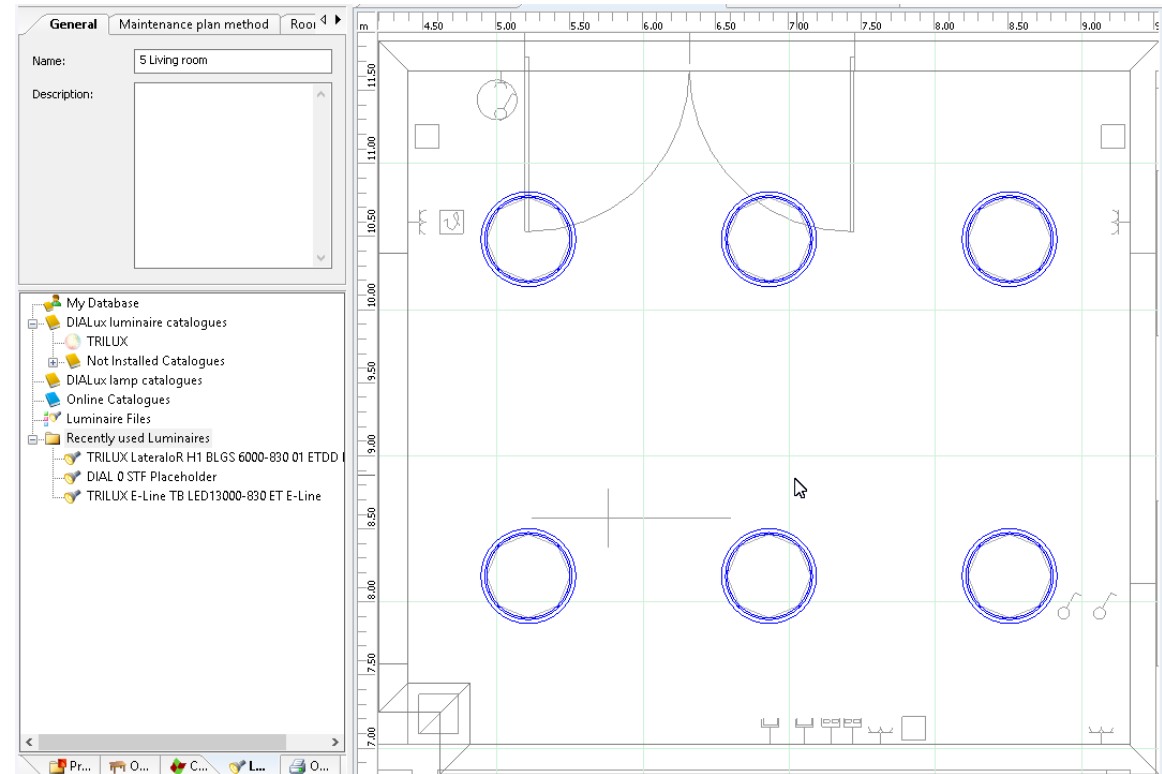 General Maintenance plan method Roor
Name: 5 Living room
Description:
My Database
DIALux luminaire catalogues
TRILUX
Not Installed Catalogues
DIALux lamp catalogues
Online Catalogues
Luminaire Files
Recently used Luminaires
TRILUX LateraloR H1 BLGS 6000-830 01 ETDD
DIAL 0 STF Placeholder
TRILUX E-Line TB LED13000-830 ET E-Line
Pr... O... C... L... O...
m 4.50 5.00 5.50 6.00 6.50 7.00 7.50 8.00 8.50 9.00
11.50
11.00
10.50
10.00
9.50
9.00
8.50
8.00
7.50
7.00